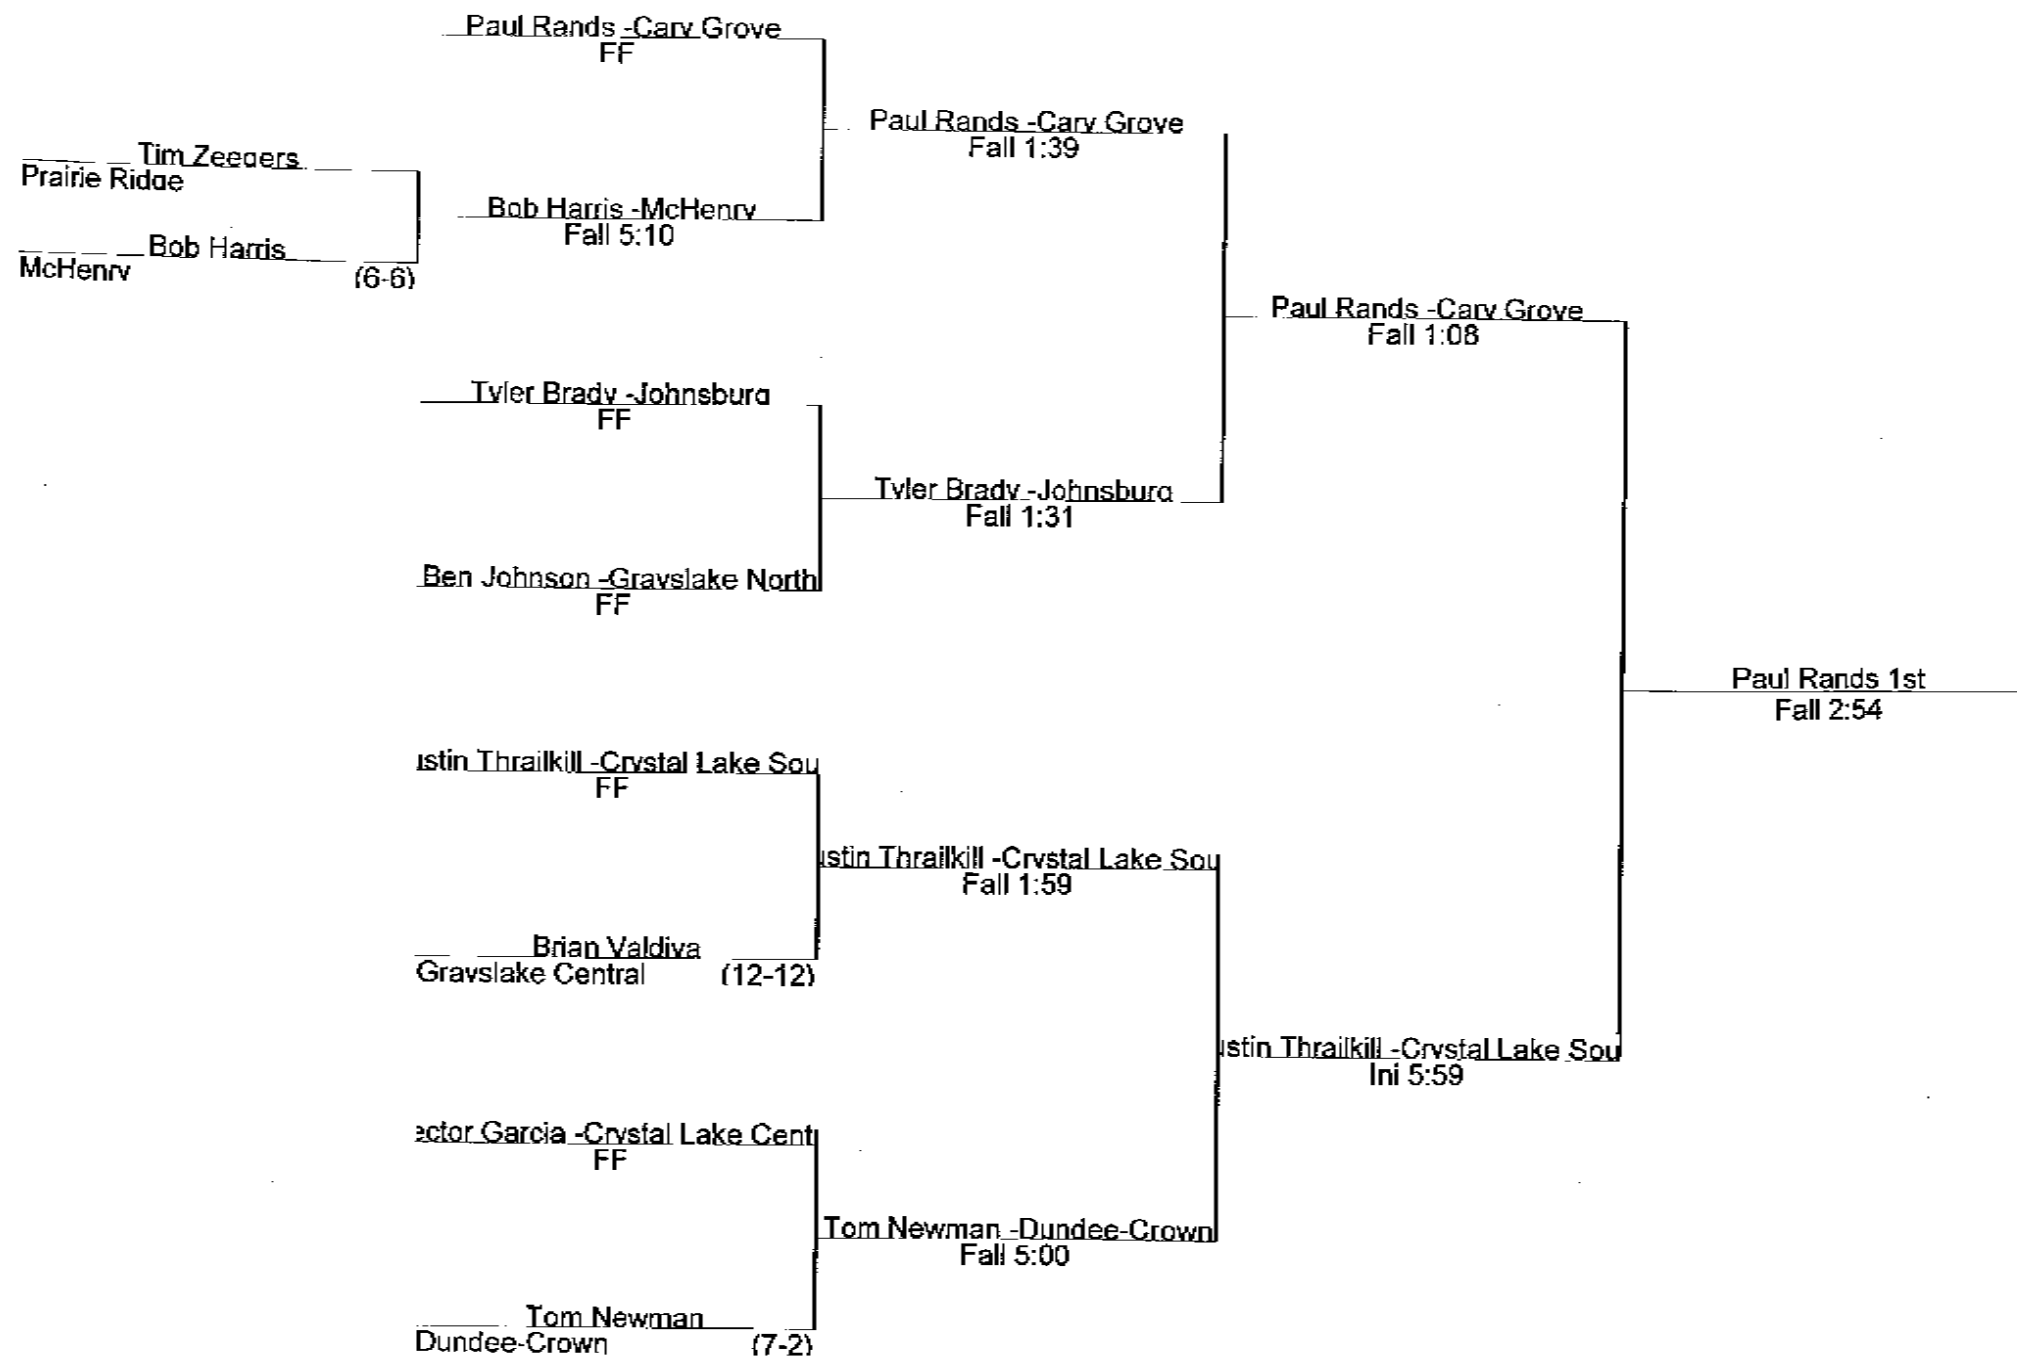 Paul Rands -Cary Grove
FF
Paul Rands -Cary Grove
Fall 1:39
Tim Zeegers
Prairie Ridge
Bob Harris -McHenry
Fall 5:10
Bob Harris
McHenry (6-6)
Paul Rands -Cary Grove
Fall 1:08
Tyler Brady -Johnsburg
FF
Tyler Brady -Johnsburg
Fall 1:31
Ben Johnson -Grayslake North
FF
Paul Rands 1st
Fall 2:54
ustin Thrailkill -Crystal Lake Sou
FF
ustin Thrailkill -Crystal Lake Sou
Fall 1:59
Brian Valdiva
Grayslake Central (12-12)
ustin Thrailkill -Crystal Lake Sou
Inj 5:59
ector Garcia -Crystal Lake Cent
FF
Tom Newman -Dundee-Crown
Fall 5:00
Tom Newman
Dundee-Crown (7-2)